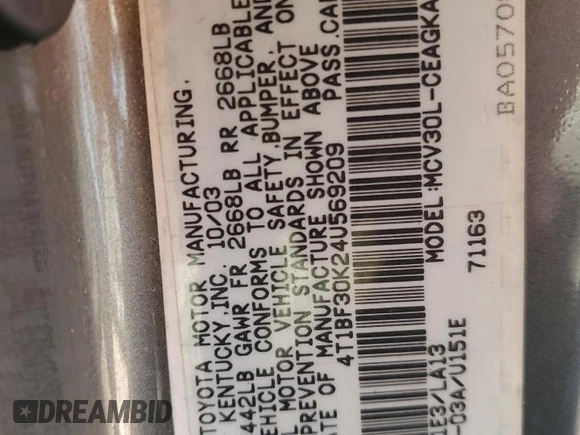 TOYOTA MOTOR MANUFACTURING,
KENTUCKY,INC. 10/03
442LB GAWR FR 2668LB RR 2668LB
VEHICLE CONFORMS TO ALL APPLICABLE
MOTOR VEHICLE SAFETY,BUMPER, AND
PREVENTION STANDARDS IN EFFECT ON
DATE OF MANUFACTURE SHOWN ABOVE
4T1BF30K24U569209 PASS.CAR
MODEL:MCV30L-CEAGKA
71163 BA0570
1E3/LA13
-03A/U151E
DREAMBID